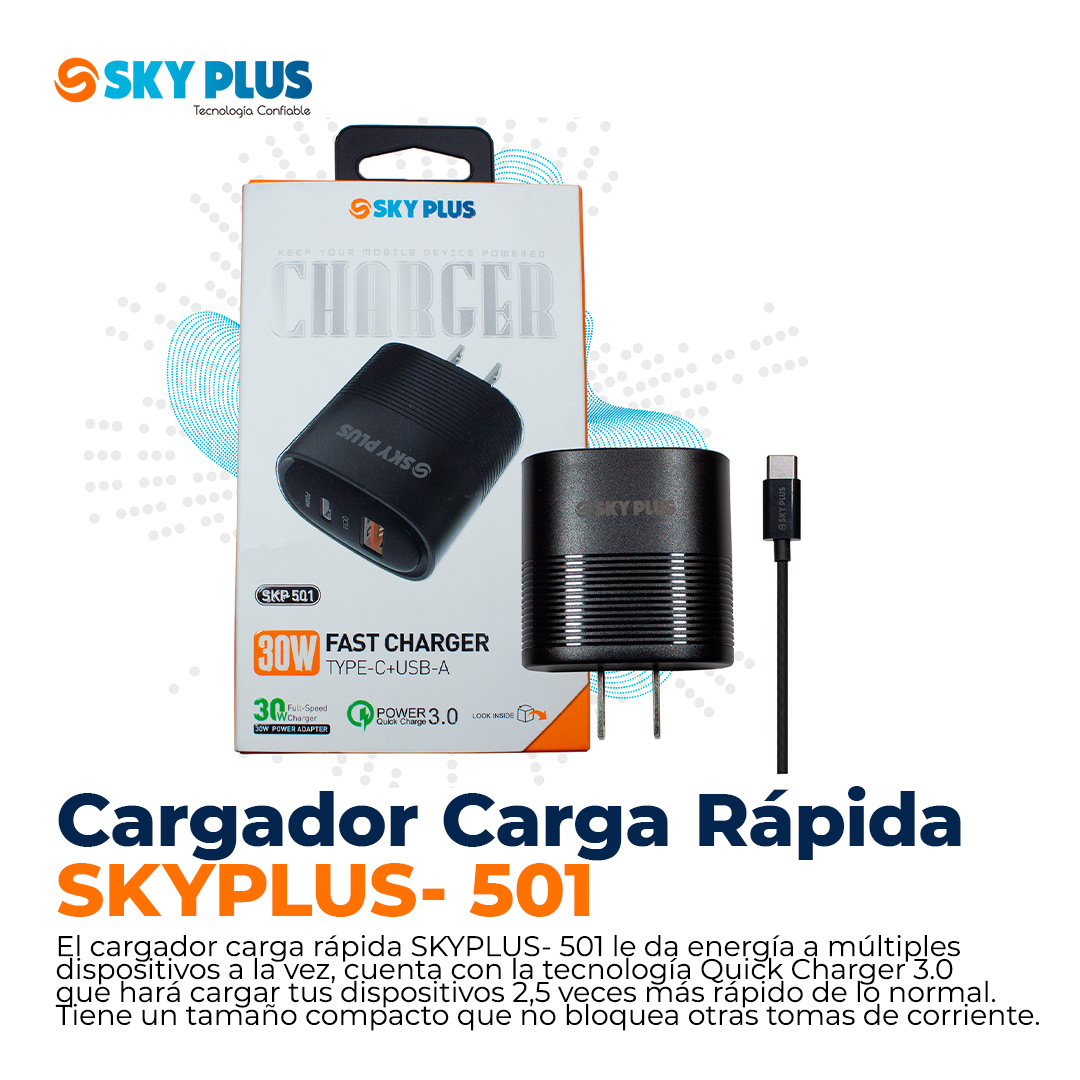 SKY PLUS
Tecnología Confiable
SKY PLUS
KEEP YOUR MOBILE DEVICE POWERED
CHARGER
SKY PLUS
QC3.0
SKY PLUS
SKY PLUS
SKP-501
30W FAST CHARGER
TYPE-C+USB-A
30W Full-Speed
Charger
30W POWER ADAPTER
POWER 3.0
Quick Charge
LOOK INSIDE
Cargador Carga Rápida
SKYPLUS- 501
El cargador carga rápida SKYPLUS- 501 le da energía a múltiples
dispositivos a la vez, cuenta con la tecnología Quick Charger 3.0
que hará cargar tus dispositivos 2,5 veces más rápido de lo normal.
Tiene un tamaño compacto que no bloquea otras tomas de corriente.